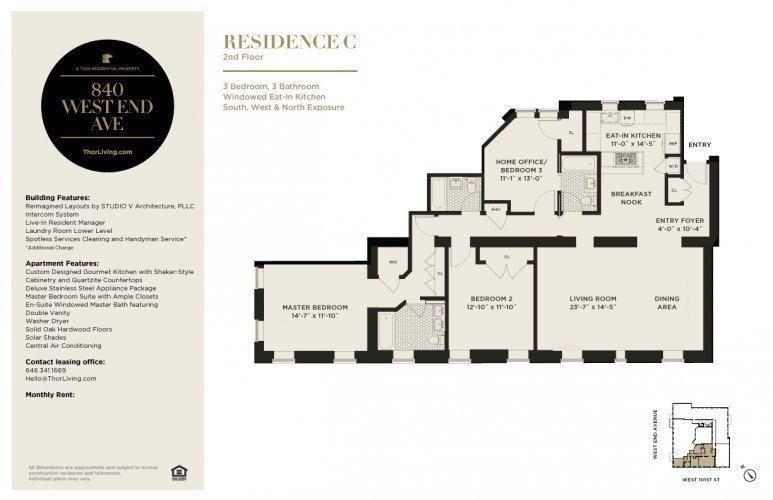 A THOR RESIDENTIAL PROPERTY
840
WEST END
AVE
ThorLiving.com
Building Features:
Reimagined Layouts by STUDIO V Architecture, PLLC
Intercom System
Live-In Resident Manager
Laundry Room Lower Level
Spotless Services Cleaning and Handyman Service*
*Additional Charge
Apartment Features:
Custom Designed Gourmet Kitchen with Shaker-Style
Cabinetry and Quartzite Countertops
Deluxe Stainless Steel Appliance Package
Master Bedroom Suite with Ample Closets
En-Suite Windowed Master Bath featuring
Double Vanity
Washer Dryer
Solid Oak Hardwood Floors
Solar Shades
Central Air Conditioning
Contact leasing office:
646.341.1669
Hello@ThorLiving.com
Monthly Rent:
All dimensions are approximate and subject to normal
construction variances and tolerances.
Individual plans may vary.
RESIDENCE C
2nd Floor
3 Bedroom, 3 Bathroom
Windowed Eat-In Kitchen
South, West & North Exposure
DW
CL
EAT-IN KITCHEN
11'-0" x 14'-5"
REF
ENTRY
HOME OFFICE/
BEDROOM 3
11'-1" x 13'-0"
W/D
BREAKFAST
NOOK
CL
AHU
ENTRY FOYER
4'-0" x 10'-4"
WIC
CL
CL
MASTER BEDROOM
14'-7" x 11'-10"
BEDROOM 2
12'-10" x 11'-10"
LIVING ROOM
23'-7" x 14'-5"
DINING
AREA
WEST END AVENUE
WEST 101ST ST
N